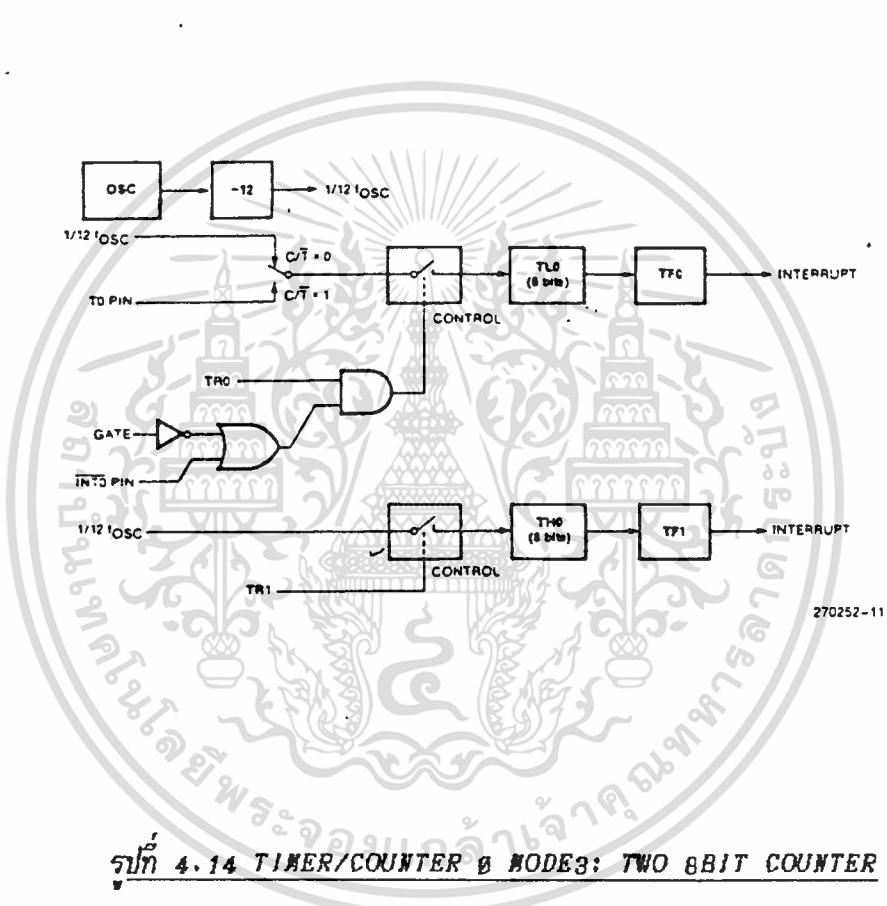 OSC
÷12
1/12 fOSC
1/12 fOSC
C/T̅ = 0
C/T̅ = 1
T0 PIN
CONTROL
TL0
(8 bits)
TF0
INTERRUPT
TR0
GATE
I̅N̅T̅0̅ PIN
1/12 fOSC
CONTROL
TH0
(8 bits)
TF1
INTERRUPT
TR1
270252-11
รูปที่ 4.14 TIMER/COUNTER 0 MODE3: TWO 8BIT COUNTER